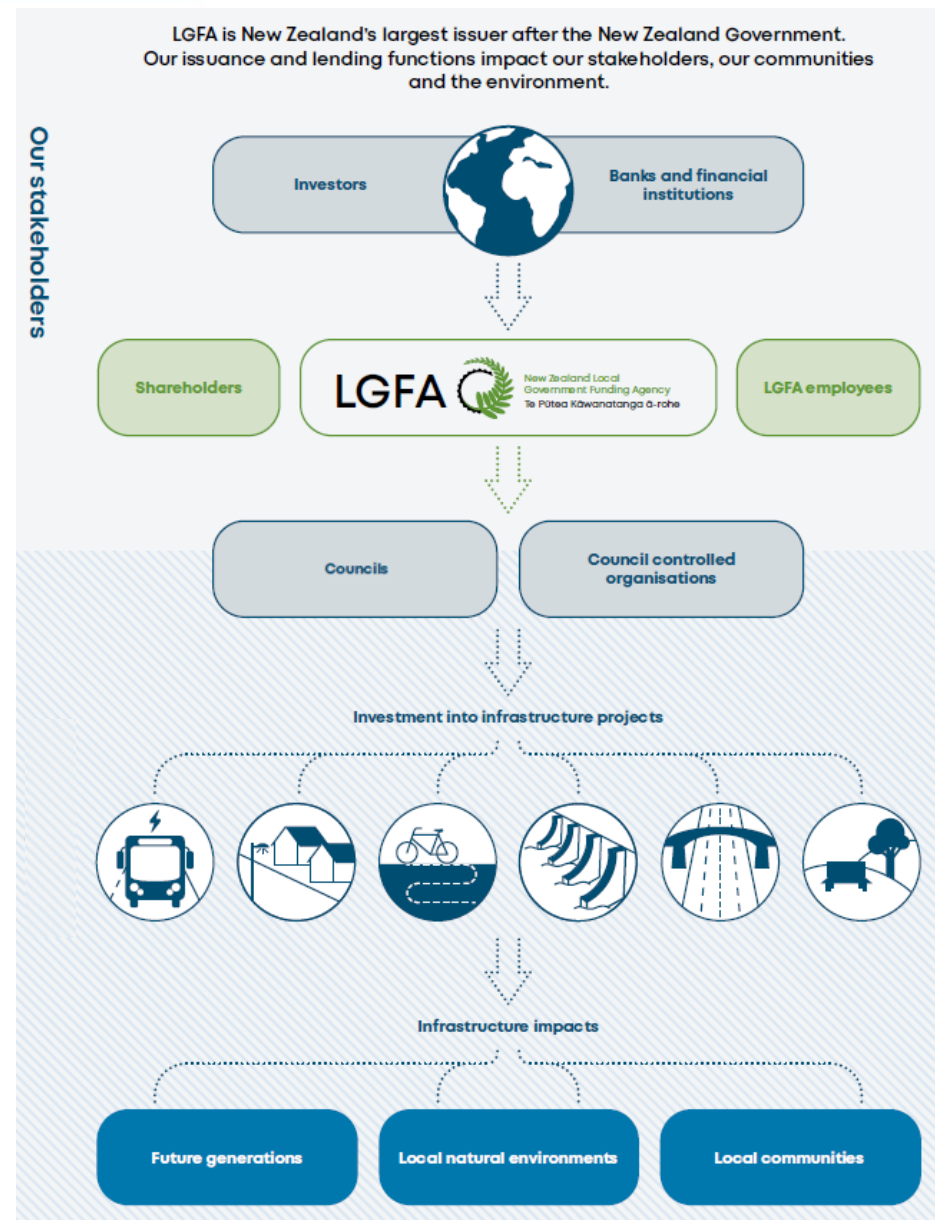 LGFA is New Zealand's largest issuer after the New Zealand Government.
Our issuance and lending functions impact our stakeholders, our communities
and the environment.
Our stakeholders
Investors
Banks and financial
institutions
Shareholders
LGFA
New Zealand Local
Government Funding Agency
Te Pūtea Kāwanatanga ā-rohe
LGFA employees
Councils
Council controlled
organisations
Investment into infrastructure projects
Infrastructure impacts
Future generations
Local natural environments
Local communities